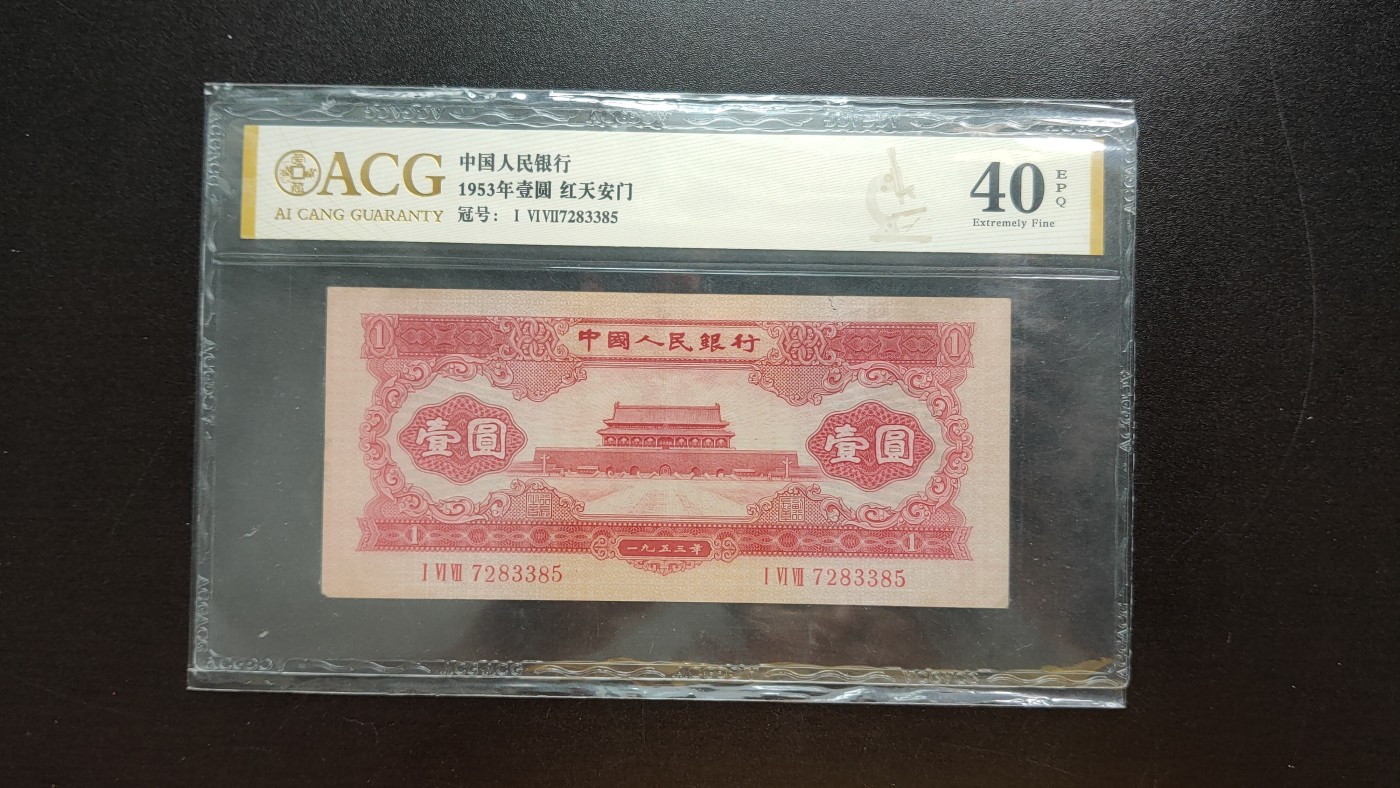 ACG
AI CANG GUARANTY
中国人民银行
1953年壹圆 红天安门
冠号: I VI VII7283385
40
EPQ
Extremely Fine
1
中國人民銀行
1
壹圓
壹圓
1
一九五三年
1
I VI VII 7283385
I VI VII 7283385